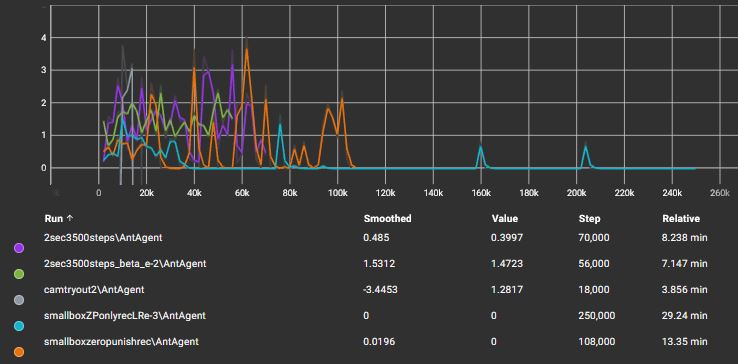 4
3
2
1
0
0 20k 40k 60k 80k 100k 120k 140k 160k 180k 200k 220k 240k 260k
Run ↑ Smoothed Value Step Relative
2sec3500steps\AntAgent 0.485 0.3997 70,000 8.238 min
2sec3500steps_beta_e-2\AntAgent 1.5312 1.4723 56,000 7.147 min
camtryout2\AntAgent -3.4453 1.2817 18,000 3.856 min
smallboxZPonlyrecLRe-3\AntAgent 0 0 250,000 29.24 min
smallboxzeropunishrec\AntAgent 0.0196 0 108,000 13.35 min